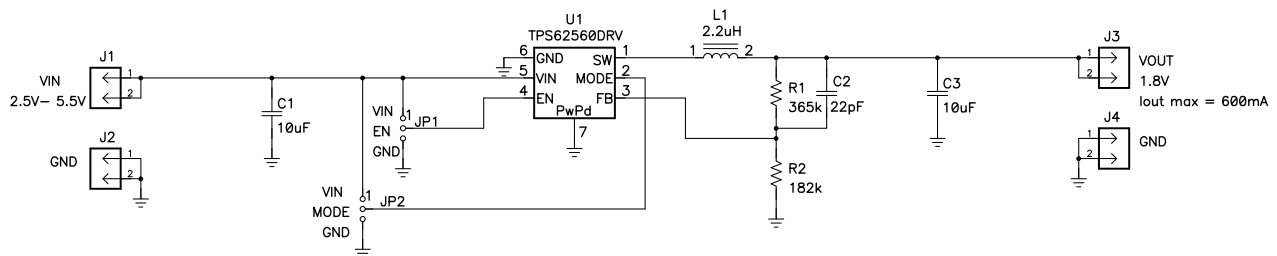 J1
VIN
2.5V– 5.5V
1
2
J2
GND
1
2
C1
10uF
VIN
1
EN
JP1
GND
VIN
1
MODE
JP2
GND
U1
TPS62560DRV
6
GND
SW
1
5
VIN
MODE
2
4
EN
FB
3
PwPd
7
L1
2.2uH
1
2
R1
365k
C2
22pF
R2
182k
C3
10uF
J3
1
2
VOUT
1.8V
Iout max = 600mA
J4
1
2
GND